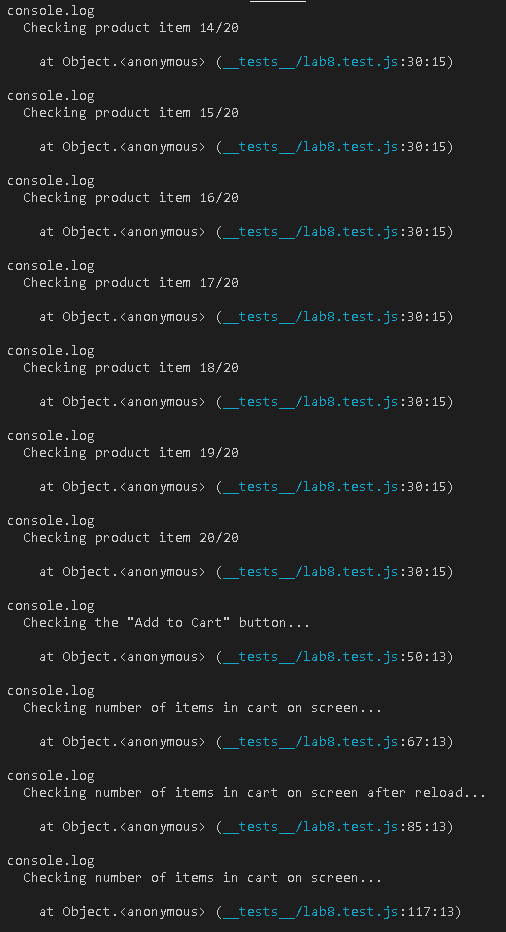 console.log
Checking product item 14/20
at Object.<anonymous> (__tests__/lab8.test.js:30:15)
console.log
Checking product item 15/20
at Object.<anonymous> (__tests__/lab8.test.js:30:15)
console.log
Checking product item 16/20
at Object.<anonymous> (__tests__/lab8.test.js:30:15)
console.log
Checking product item 17/20
at Object.<anonymous> (__tests__/lab8.test.js:30:15)
console.log
Checking product item 18/20
at Object.<anonymous> (__tests__/lab8.test.js:30:15)
console.log
Checking product item 19/20
at Object.<anonymous> (__tests__/lab8.test.js:30:15)
console.log
Checking product item 20/20
at Object.<anonymous> (__tests__/lab8.test.js:30:15)
console.log
Checking the "Add to Cart" button...
at Object.<anonymous> (__tests__/lab8.test.js:50:13)
console.log
Checking number of items in cart on screen...
at Object.<anonymous> (__tests__/lab8.test.js:67:13)
console.log
Checking number of items in cart on screen after reload...
at Object.<anonymous> (__tests__/lab8.test.js:85:13)
console.log
Checking number of items in cart on screen...
at Object.<anonymous> (__tests__/lab8.test.js:117:13)